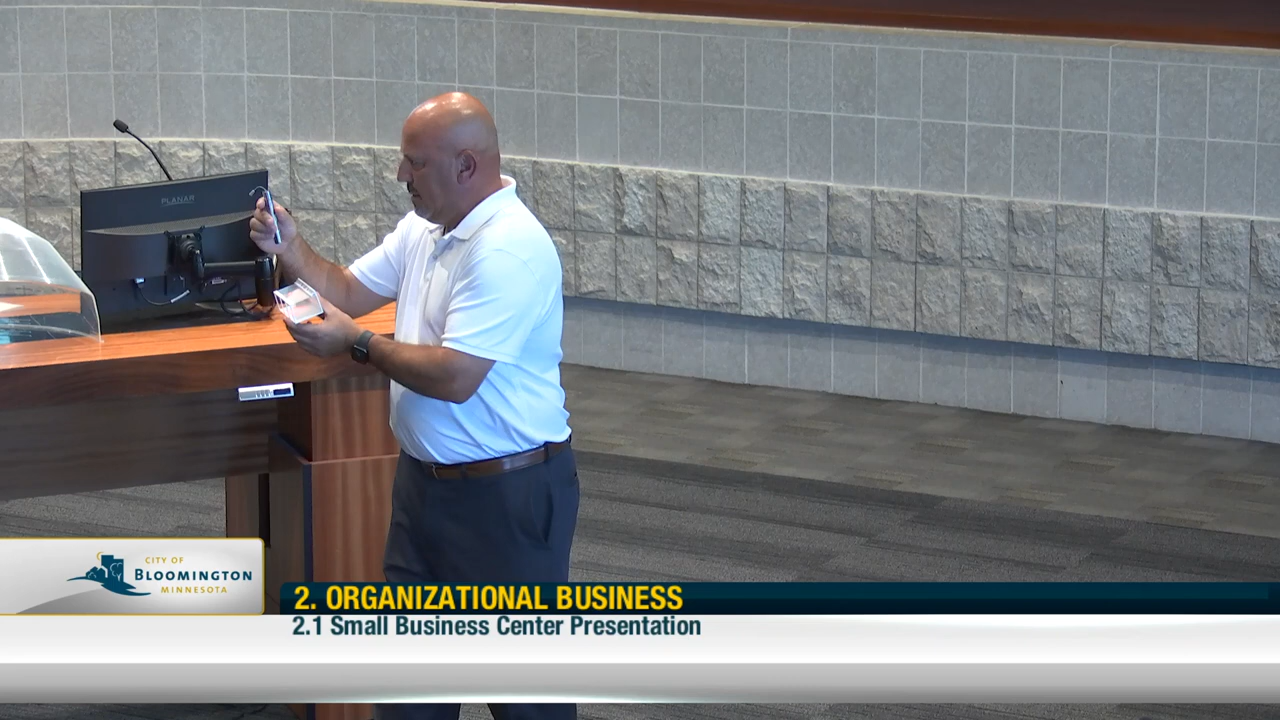 PLANAR
CITY OF
BLOOMINGTON
MINNESOTA
2. ORGANIZATIONAL BUSINESS
2.1 Small Business Center Presentation